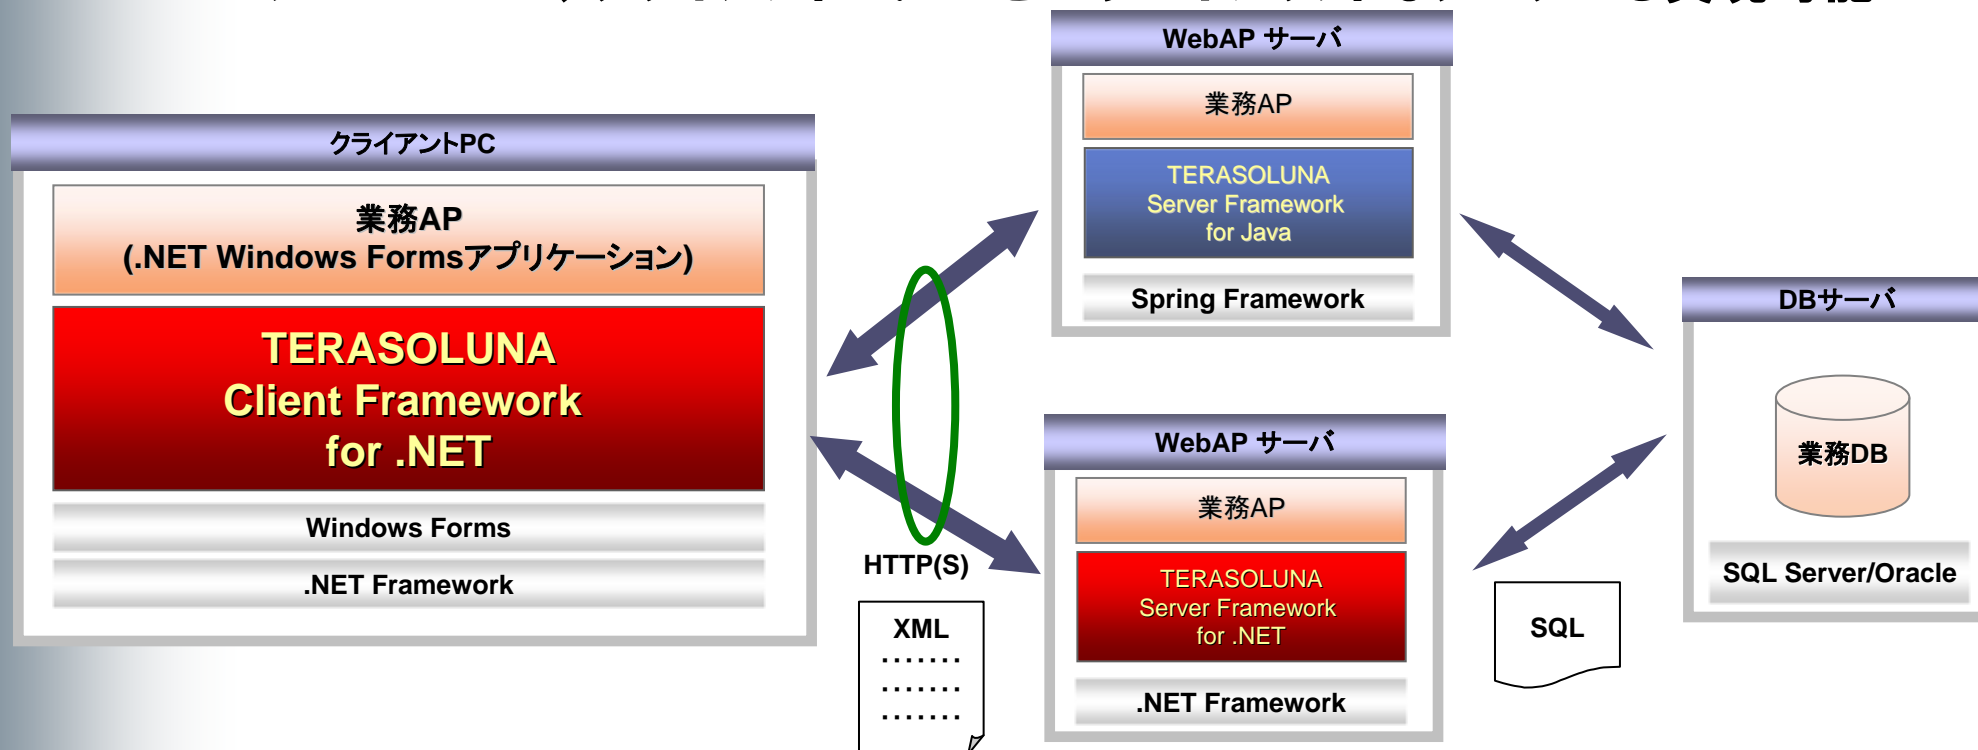 クライアントPC
業務AP
(.NET Windows Formsアプリケーション)
TERASOLUNA
Client Framework
for .NET
Windows Forms
.NET Framework
HTTP(S)
XML
.......
.......
.......
WebAP サーバ
業務AP
TERASOLUNA
Server Framework
for Java
Spring Framework
WebAP サーバ
業務AP
TERASOLUNA
Server Framework
for .NET
.NET Framework
SQL
DBサーバ
業務DB
SQL Server/Oracle